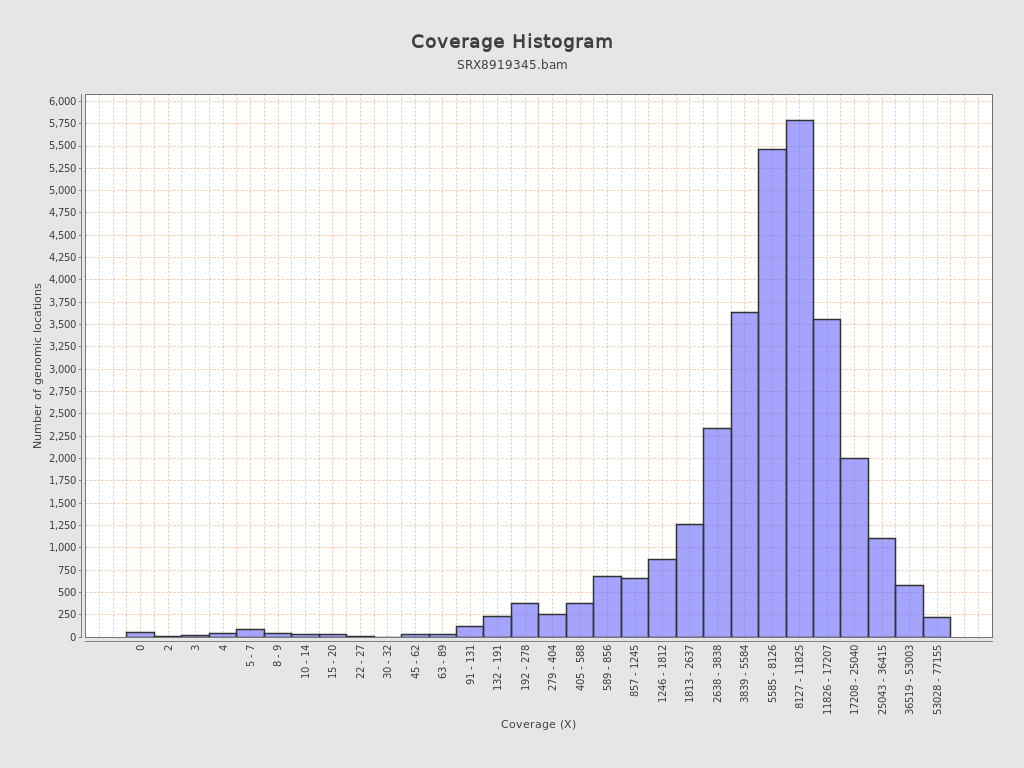 Coverage Histogram
SRX8919345.bam
6,000
5,750
5,500
5,250
5,000
4,750
4,500
4,250
4,000
3,750
3,500
3,250
3,000
2,750
2,500
2,250
2,000
1,750
1,500
1,250
1,000
750
500
250
0
Number of genomic locations
0
2
3
4
5 - 7
8 - 9
10 - 14
15 - 20
22 - 27
30 - 32
45 - 62
63 - 89
91 - 131
132 - 191
192 - 278
279 - 404
405 - 588
589 - 856
857 - 1245
1246 - 1812
1813 - 2637
2638 - 3838
3839 - 5584
5585 - 8126
8127 - 11825
11826 - 17207
17208 - 25040
25043 - 36415
36519 - 53003
53028 - 77155
Coverage (X)